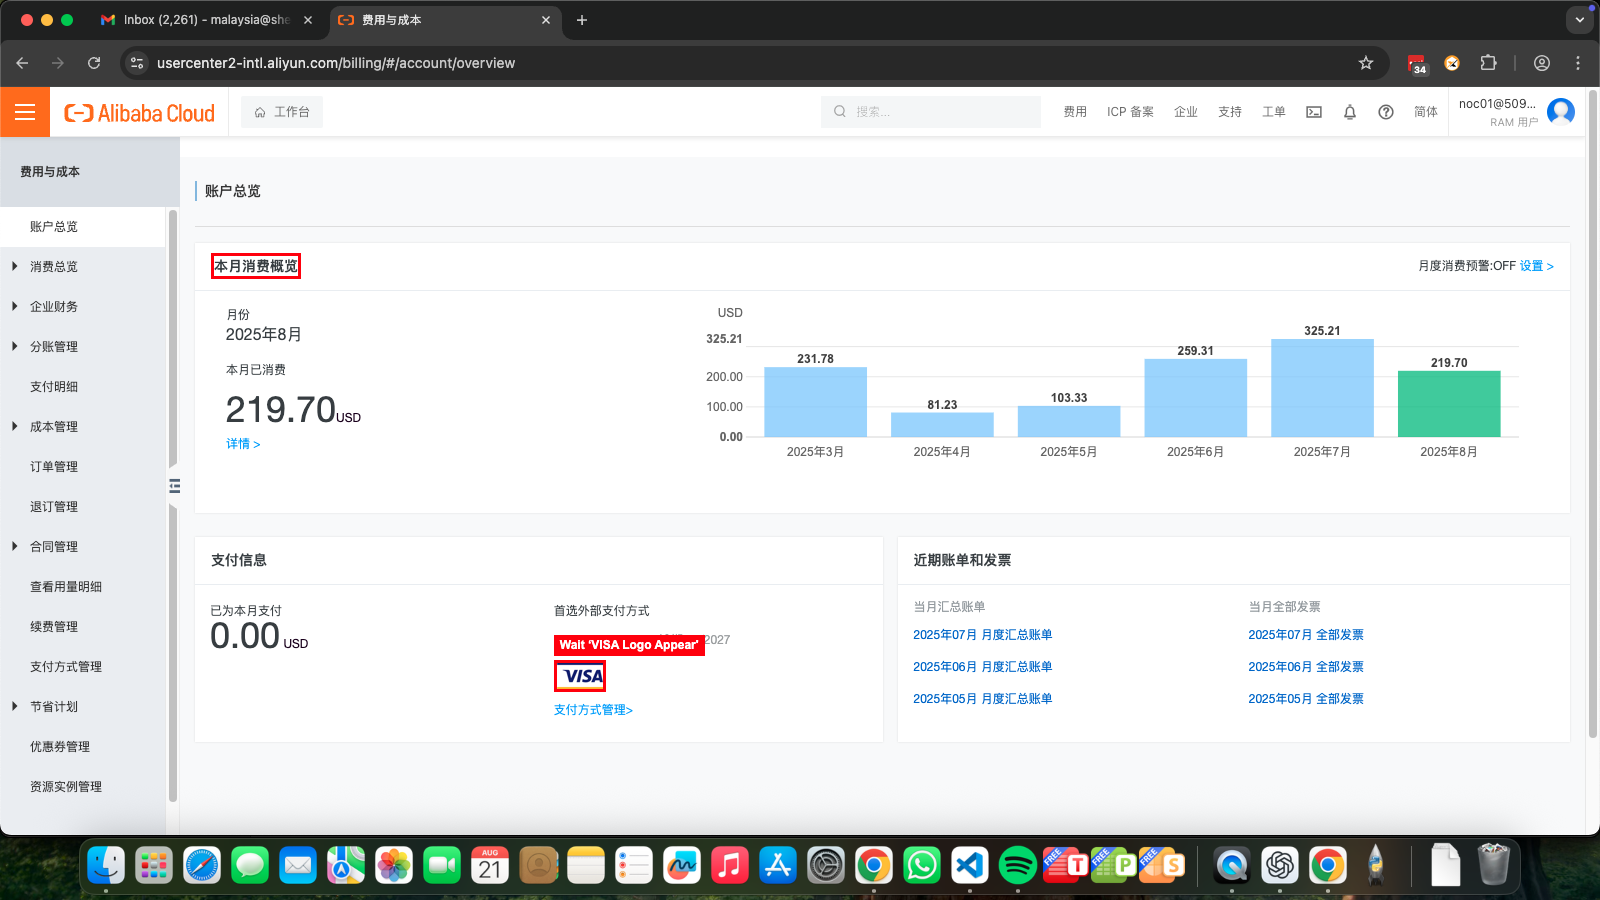 Inbox (2,261) - malaysia@she
费用与成本
usercenter2-intl.aliyun.com/billing/#/account/overview
34
Alibaba Cloud
工作台
搜索...
费用
ICP 备案
企业
支持
工单
简体
noc01@509...
RAM 用户
费用与成本
账户总览
消费总览
企业财务
分账管理
支付明细
成本管理
订单管理
退订管理
合同管理
查看用量明细
续费管理
支付方式管理
节省计划
优惠券管理
资源实例管理
账户总览
本月消费概览
月度消费预警:OFF 设置 >
月份
2025年8月
本月已消费
219.70USD
详情 >
USD
325.21
200.00
100.00
0.00
231.78
81.23
103.33
259.31
325.21
219.70
2025年3月
2025年4月
2025年5月
2025年6月
2025年7月
2025年8月
支付信息
已为本月支付
0.00 USD
首选外部支付方式
2027
Wait 'VISA Logo Appear'
VISA
支付方式管理>
近期账单和发票
当月汇总账单
当月全部发票
2025年07月 月度汇总账单
2025年07月 全部发票
2025年06月 月度汇总账单
2025年06月 全部发票
2025年05月 月度汇总账单
2025年05月 全部发票
AUG
21
FREE
T
FREE
P
FREE
S